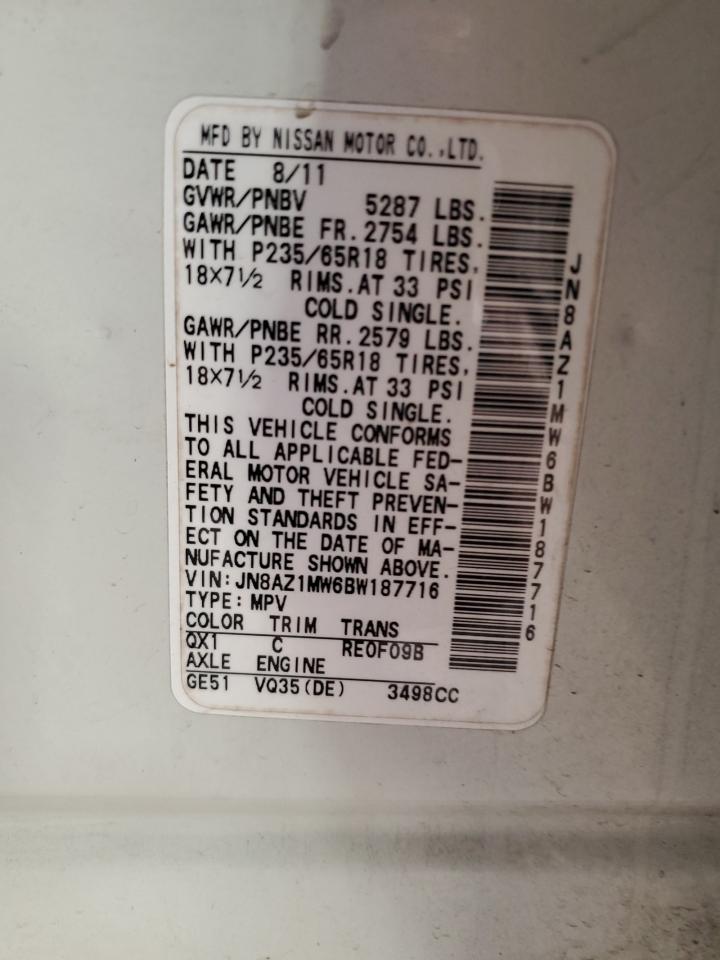 MFD BY NISSAN MOTOR CO.,LTD.
DATE 8/11
GVWR/PNBV 5287 LBS.
GAWR/PNBE FR.2754 LBS.
WITH P235/65R18 TIRES,
18×7½ RIMS.AT 33 PSI
COLD SINGLE.
GAWR/PNBE RR.2579 LBS.
WITH P235/65R18 TIRES,
18×7½ RIMS.AT 33 PSI
COLD SINGLE.
THIS VEHICLE CONFORMS
TO ALL APPLICABLE FED-
ERAL MOTOR VEHICLE SA-
FETY AND THEFT PREVEN-
TION STANDARDS IN EFF-
ECT ON THE DATE OF MA-
NUFACTURE SHOWN ABOVE.
VIN:JN8AZ1MW6BW187716
TYPE:MPV
COLOR TRIM TRANS
QX1 C RE0F09B
AXLE ENGINE
GE51 VQ35(DE) 3498CC
JN8AZ1MW6BW187716